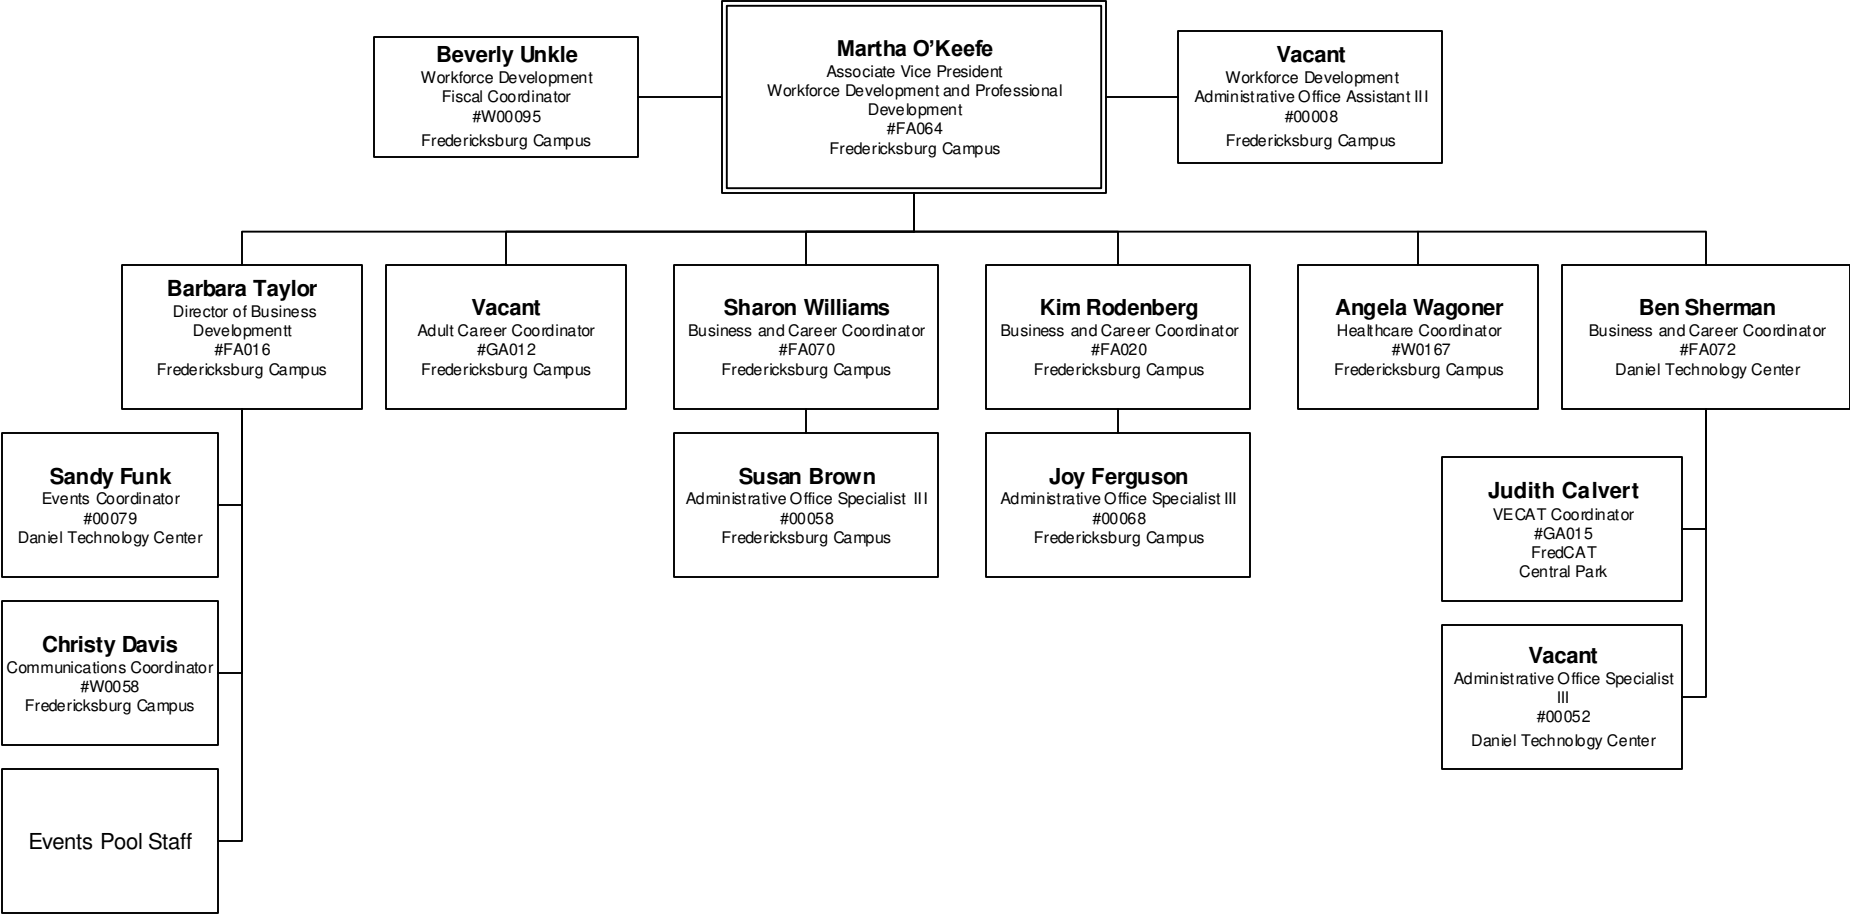 Beverly Unkle
Workforce Development
Fiscal Coordinator
#W00095
Fredericksburg Campus
Martha O'Keefe
Associate Vice President
Workforce Development and Professional
Development
#FA064
Fredericksburg Campus
Vacant
Workforce Development
Administrative Office Assistant III
#00008
Fredericksburg Campus
Barbara Taylor
Director of Business
Developmentt
#FA016
Fredericksburg Campus
Vacant
Adult Career Coordinator
#GA012
Fredericksburg Campus
Sharon Williams
Business and Career Coordinator
#FA070
Fredericksburg Campus
Kim Rodenberg
Business and Career Coordinator
#FA020
Fredericksburg Campus
Angela Wagoner
Healthcare Coordinator
#W0167
Fredericksburg Campus
Ben Sherman
Business and Career Coordinator
#FA072
Daniel Technology Center
Sandy Funk
Events Coordinator
#00079
Daniel Technology Center
Susan Brown
Administrative Office Specialist III
#00058
Fredericksburg Campus
Joy Ferguson
Administrative Office Specialist III
#00068
Fredericksburg Campus
Judith Calvert
VECAT Coordinator
#GA015
FredCAT
Central Park
Christy Davis
Communications Coordinator
#W0058
Fredericksburg Campus
Vacant
Administrative Office Specialist
III
#00052
Daniel Technology Center
Events Pool Staff